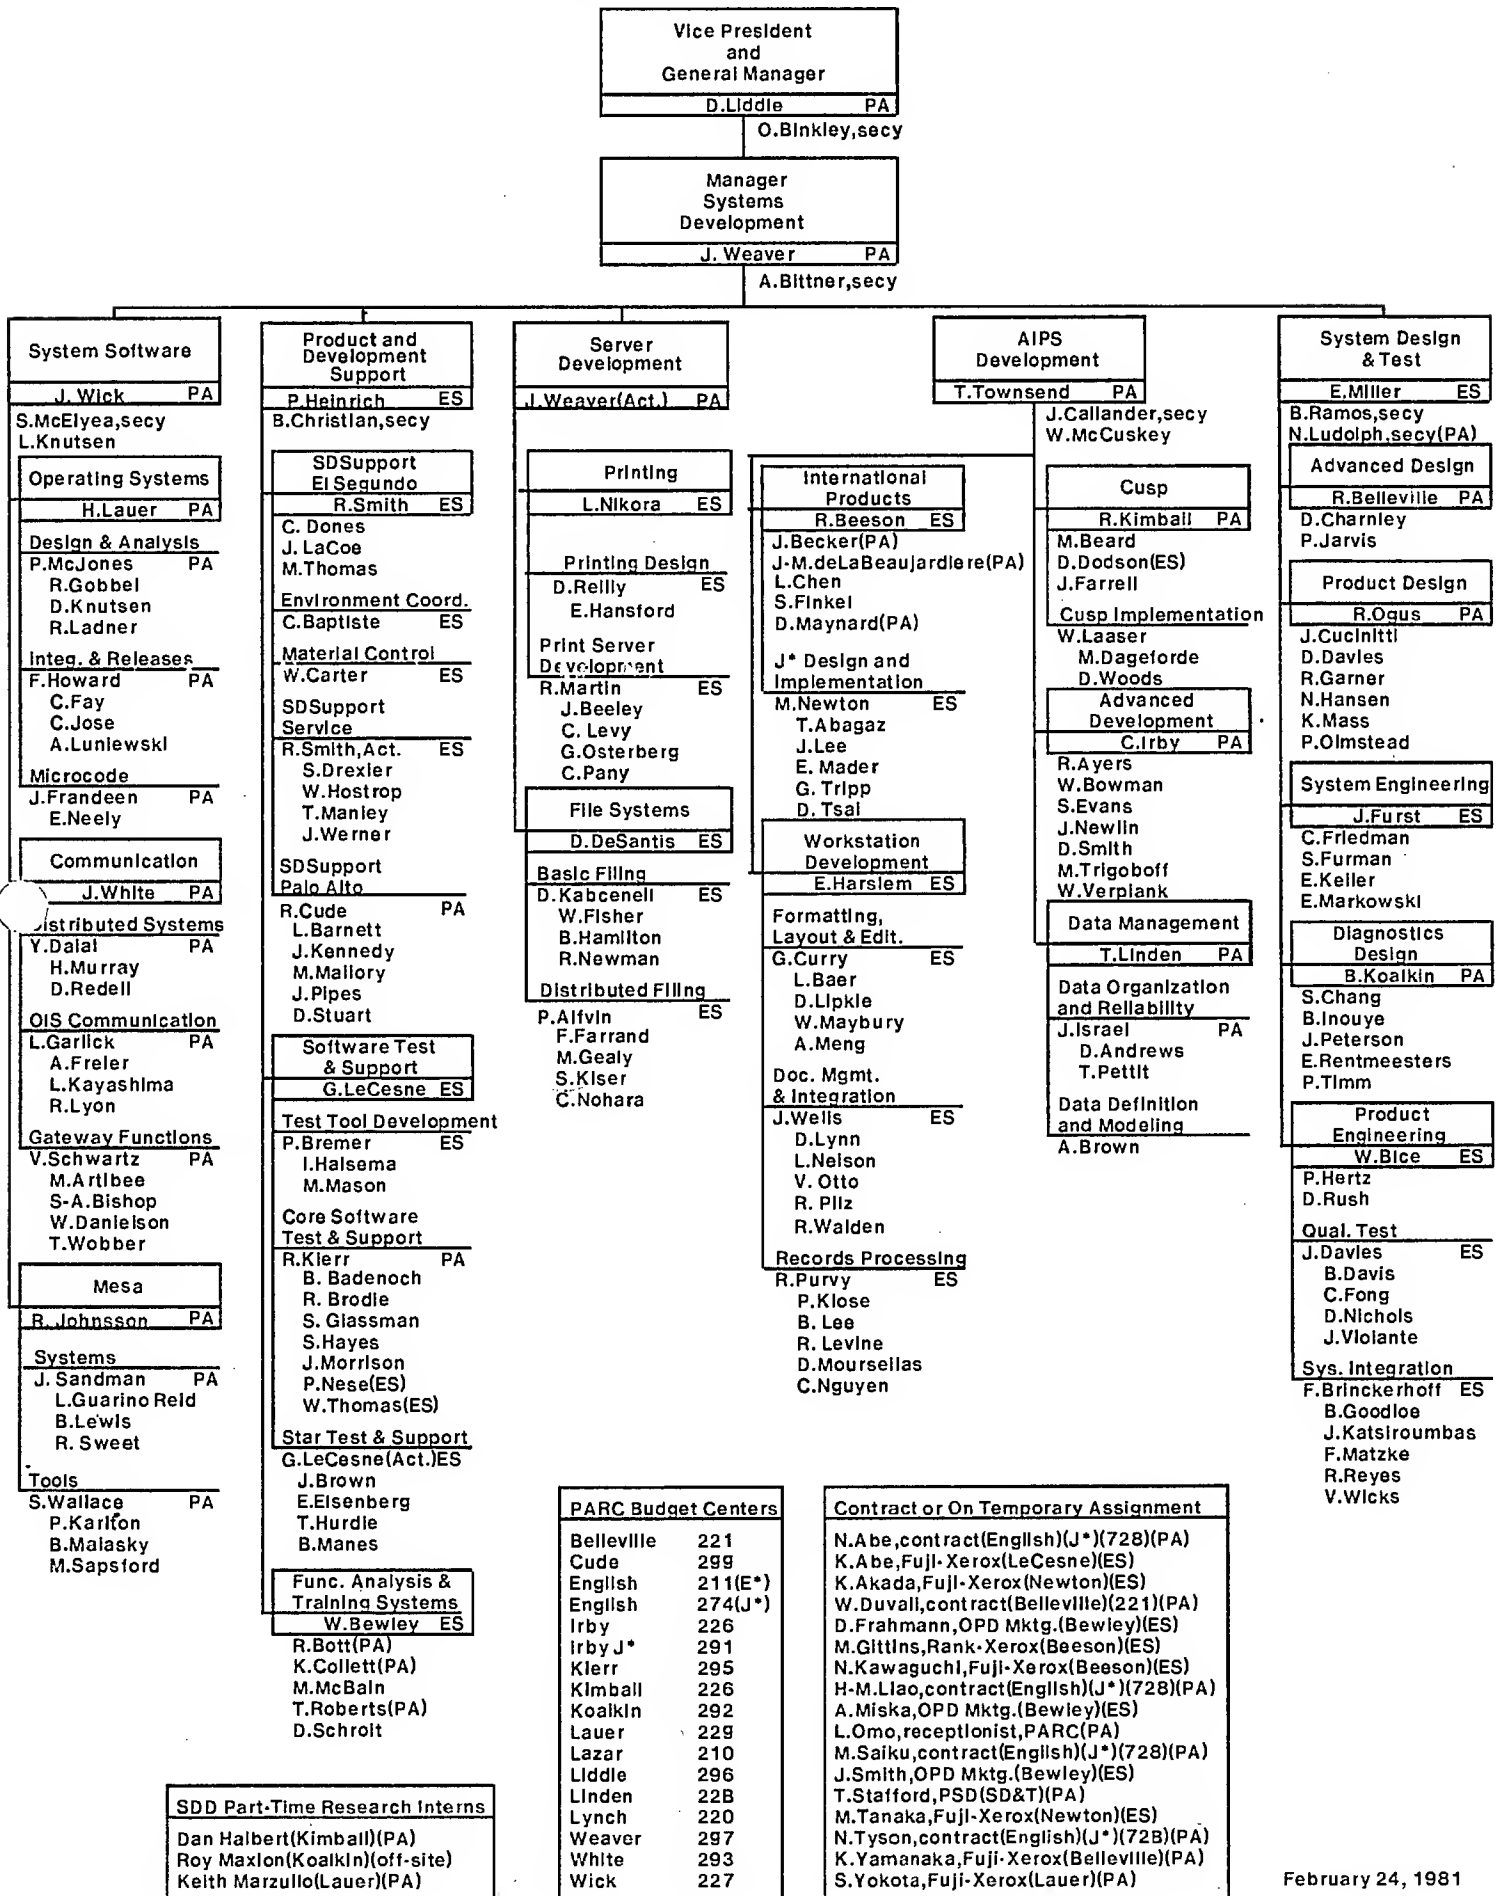 Vice President
and
General Manager
D.Liddle PA
O.Binkley,secy
Manager
Systems
Development
J. Weaver PA
A.Bittner,secy
System Software
J. Wick PA
S.McElyea,secy
L.Knutsen
Operating Systems
H.Lauer PA
Design & Analysis
P.McJones PA
R.Gobbel
D.Knutsen
R.Ladner
Integ. & Releases
F.Howard PA
C.Fay
C.Jose
A.Luniewski
Microcode
J.Frandeen PA
E.Neely
Communication
J.White PA
Distributed Systems
Y.Dalal PA
H.Murray
D.Redell
OIS Communication
L.Garlick PA
A.Freier
L.Kayashima
R.Lyon
Gateway Functions
V.Schwartz PA
M.Artibee
S-A.Bishop
W.Danielson
T.Wobber
Mesa
R. Johnsson PA
Systems
J. Sandman PA
L.Guarino Reid
B.Lewis
R. Sweet
Tools
S.Wallace PA
P.Karlton
B.Malasky
M.Sapsford
Product and
Development
Support
P.Heinrich ES
B.Christian,secy
SDSupport
El Segundo
R.Smith ES
C. Dones
J. LaCoe
M.Thomas
Environment Coord.
C.Baptiste ES
Material Control
W.Carter ES
SDSupport
Service
R.Smith,Act. ES
S.Drexler
W.Hostrop
T.Manley
J.Werner
SDSupport
Palo Alto
R.Cude PA
L.Barnett
J.Kennedy
M.Mallory
J.Pipes
D.Stuart
Software Test
& Support
G.LeCesne ES
Test Tool Development
P.Bremer ES
I.Halsema
M.Mason
Core Software
Test & Support
R.Kierr PA
B. Badenoch
R. Brodie
S. Glassman
S.Hayes
J.Morrison
P.Nese(ES)
W.Thomas(ES)
Star Test & Support
G.LeCesne(Act.)ES
J.Brown
E.Eisenberg
T.Hurdle
B.Manes
Func. Analysis &
Training Systems
W.Bewley ES
R.Bott(PA)
K.Collett(PA)
M.McBain
T.Roberts(PA)
D.Schroit
Server
Development
J.Weaver(Act.) PA
Printing
L.Nikora ES
Printing Design
D.Reilly ES
E.Hansford
Print Server
Development
R.Martin ES
J.Beeley
C. Levy
G.Osterberg
C.Pany
File Systems
D.DeSantis ES
Basic Filing
D.Kabcenell ES
W.Fisher
B.Hamilton
R.Newman
Distributed Filing
P.Alfvin ES
F.Farrand
M.Gealy
S.Kiser
C.Nohara
AIPS
Development
T.Townsend PA
J.Callander,secy
W.McCuskey
International
Products
R.Beeson ES
J.Becker(PA)
J-M.deLaBeaujardiere(PA)
L.Chen
S.Finkel
D.Maynard(PA)
J* Design and
Implementation
M.Newton ES
T.Abagaz
J.Lee
E. Mader
G. Tripp
D. Tsai
Workstation
Development
E.Harslem ES
Formatting,
Layout & Edit.
G.Curry ES
L.Baer
D.Lipkie
W.Maybury
A.Meng
Doc. Mgmt.
& Integration
J.Wells ES
D.Lynn
L.Nelson
V. Otto
R. Pilz
R.Walden
Records Processing
R.Purvy ES
P.Klose
B. Lee
R. Levine
D.Moursellas
C.Nguyen
Cusp
R.Kimball PA
M.Beard
D.Dodson(ES)
J.Farrell
Cusp Implementation
W.Laaser
M.Dageforde
D.Woods
Advanced
Development
C.Irby PA
R.Ayers
W.Bowman
S.Evans
J.Newlin
D.Smith
M.Trigoboff
W.Verplank
Data Management
T.Linden PA
Data Organization
and Reliability
J.Israel PA
D.Andrews
T.Pettit
Data Definition
and Modeling
A.Brown
System Design
& Test
E.Miller ES
B.Ramos,secy
N.Ludolph,secy(PA)
Advanced Design
R.Belleville PA
D.Charnley
P.Jarvis
Product Design
R.Ogus PA
J.Cucinitti
D.Davies
R.Garner
N.Hansen
K.Mass
P.Olmstead
System Engineering
J.Furst ES
C.Friedman
S.Furman
E.Keller
E.Markowski
Diagnostics
Design
B.Koalkin PA
S.Chang
B.Inouye
J.Peterson
E.Rentmeesters
P.Timm
Product
Engineering
W.Bice ES
P.Hertz
D.Rush
Qual. Test
J.Davies ES
B.Davis
C.Fong
D.Nichols
J.Violante
Sys. Integration
F.Brinckerhoff ES
B.Goodloe
J.Katsiroumbas
F.Matzke
R.Reyes
V.Wicks
SDD Part-Time Research Interns
Dan Halbert(Kimball)(PA)
Roy Maxion(Koalkin)(off-site)
Keith Marzullo(Lauer)(PA)
PARC Budget Centers
Belleville 221
Cude 299
English 211(E*)
English 274(J*)
Irby 226
Irby J* 291
Kierr 295
Kimball 226
Koalkin 292
Lauer 229
Lazar 210
Liddle 296
Linden 22B
Lynch 220
Weaver 297
White 293
Wick 227
Contract or On Temporary Assignment
N.Abe,contract(English)(J*)(728)(PA)
K.Abe,Fuji-Xerox(LeCesne)(ES)
K.Akada,Fuji-Xerox(Newton)(ES)
W.Duvall,contract(Belleville)(221)(PA)
D.Frahmann,OPD Mktg.(Bewley)(ES)
M.Gittins,Rank-Xerox(Beeson)(ES)
N.Kawaguchi,Fuji-Xerox(Beeson)(ES)
H-M.Liao,contract(English)(J*)(728)(PA)
A.Miska,OPD Mktg.(Bewley)(ES)
L.Omo,receptionist,PARC(PA)
M.Saiku,contract(English)(J*)(728)(PA)
J.Smith,OPD Mktg.(Bewley)(ES)
T.Stafford,PSD(SD&T)(PA)
M.Tanaka,Fuji-Xerox(Newton)(ES)
N.Tyson,contract(English)(J*)(72B)(PA)
K.Yamanaka,Fuji-Xerox(Belleville)(PA)
S.Yokota,Fuji-Xerox(Lauer)(PA)
February 24, 1981